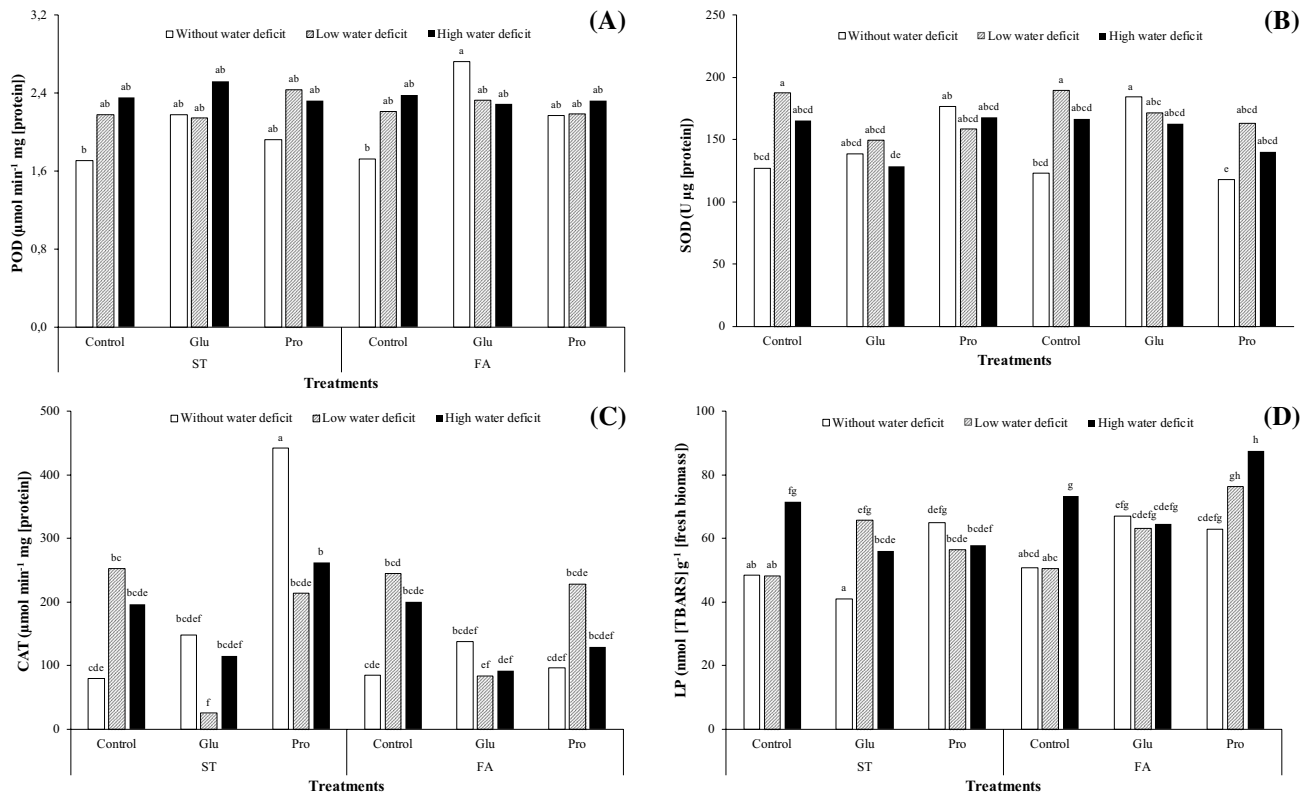 (A)
Without water deficit Low water deficit High water deficit
POD (µmol min-1 mg [protein])
3,2
2,4
1,6
0,8
0,0
b ab ab ab ab ab ab ab ab b ab ab a ab ab ab ab ab
Control Glu Pro Control Glu Pro
ST FA
Treatments
(B)
Without water deficit Low water deficit High water deficit
SOD (U µg [protein])
250
200
150
100
50
0
bcd a abcd abcd abcd de ab abcd abcd bcd a abcd a abc abcd e abcd abcd
Control Glu Pro Control Glu Pro
Treatments
(C)
Without water deficit Low water deficit High water deficit
CAT (µmol min-1 mg [protein])
500
400
300
200
100
0
cde bc bcde bcdef f bcdef a bcde b cde bcd bcde bcdef ef def cdef bcde bcdef
Control Glu Pro Control Glu Pro
ST FA
Treatments
(D)
Without water deficit Low water deficit High water deficit
LP (nmol [TBARS] g-1 [fresh biomass])
100
80
60
40
20
0
ab ab fg a efg bcde defg bcde bcdef abcd abc g efg cdefg cdefg cdefg gh h
Control Glu Pro Control Glu Pro
ST FA
Treatments